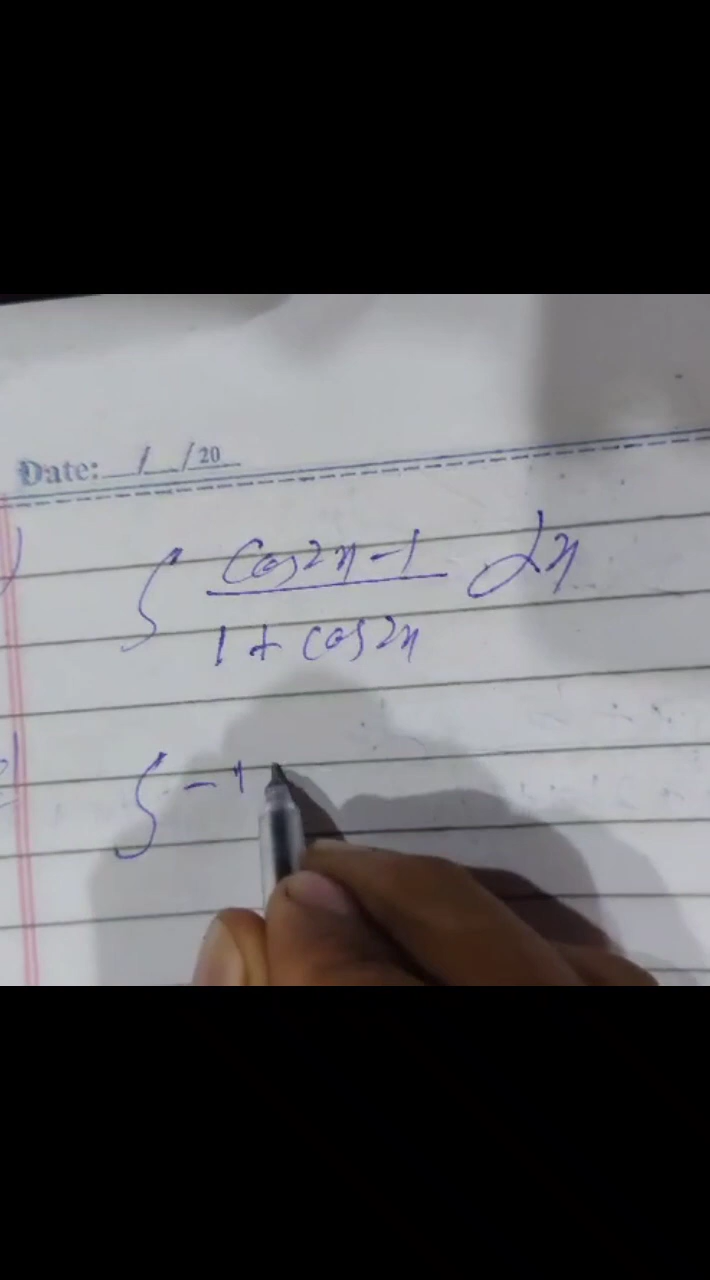 Date: / /20
∫ cos2x-1 dx
1 + cos2x
∫ -1